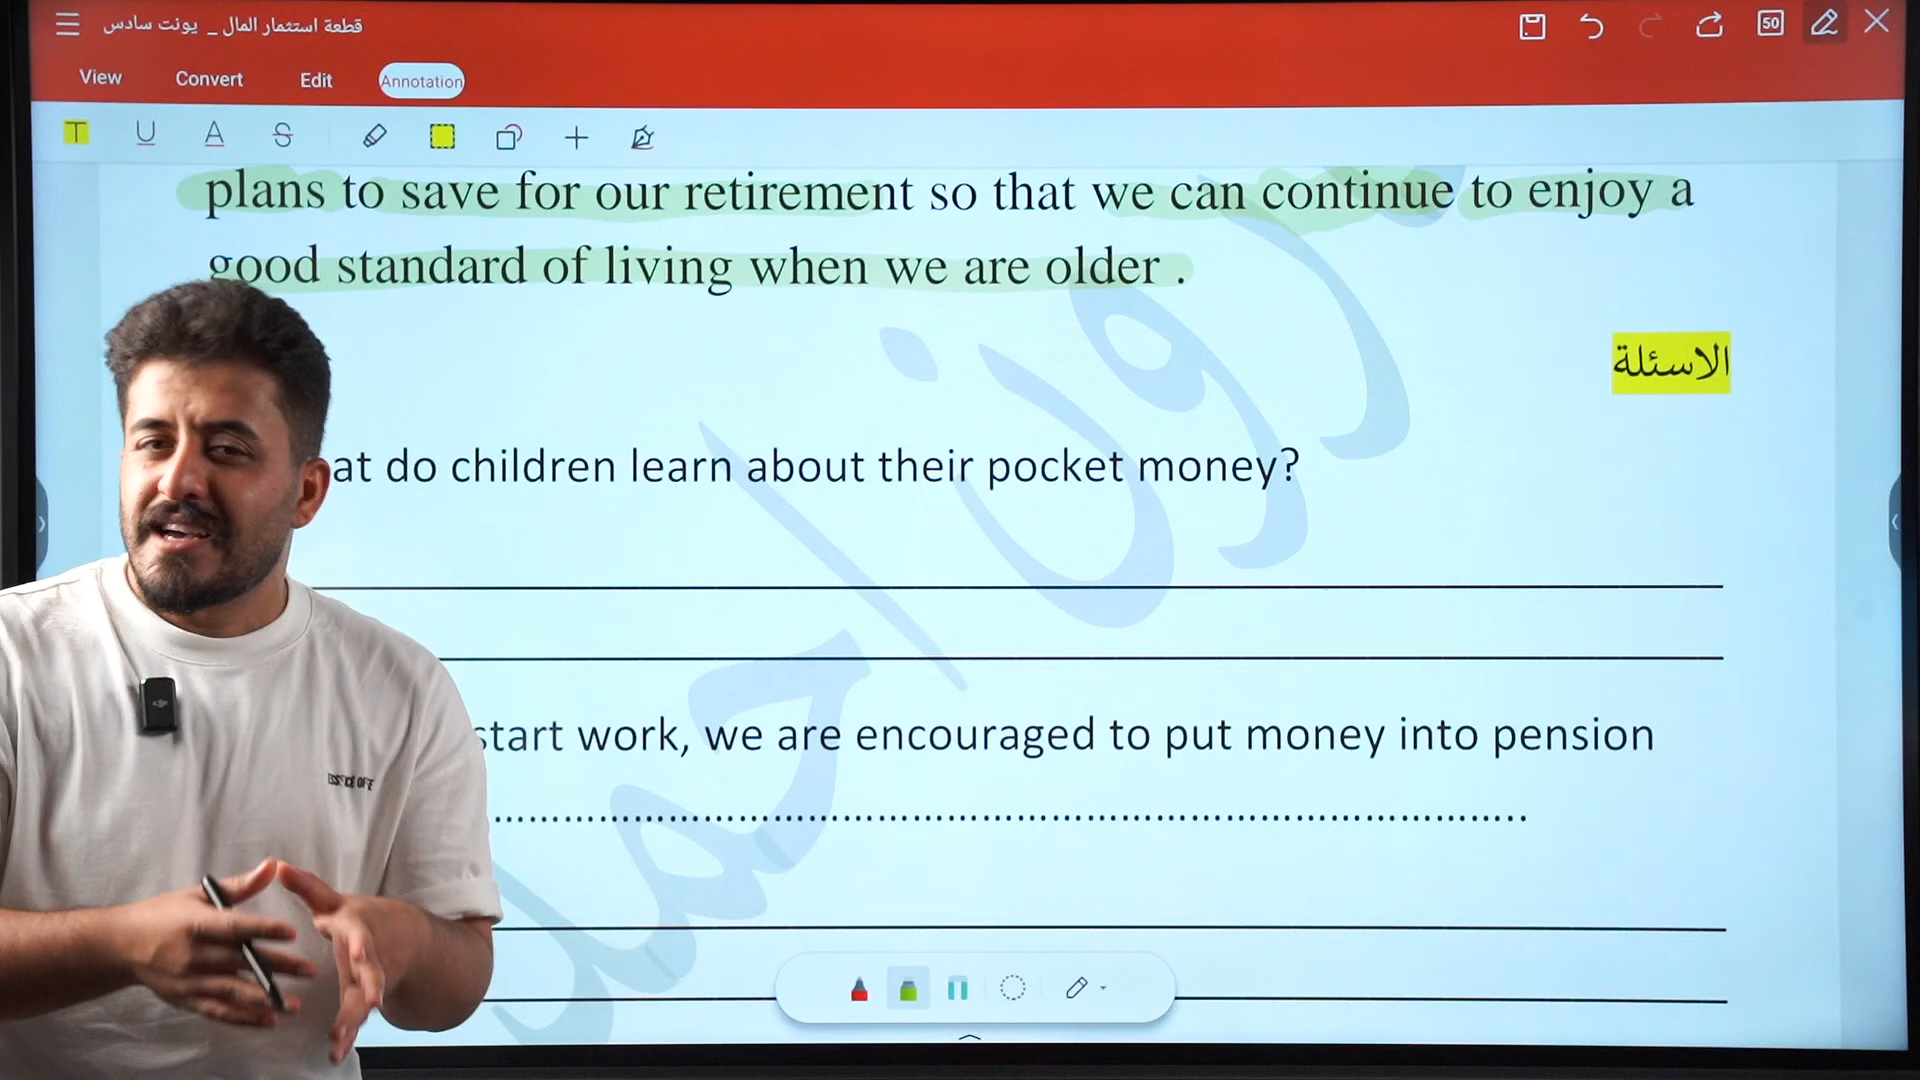 قطعة استثمار المال _ يونت سادس
50
View Convert Edit Annotation
plans to save for our retirement so that we can continue to enjoy a
good standard of living when we are older .
الاسئلة
at do children learn about their pocket money?
start work, we are encouraged to put money into pension